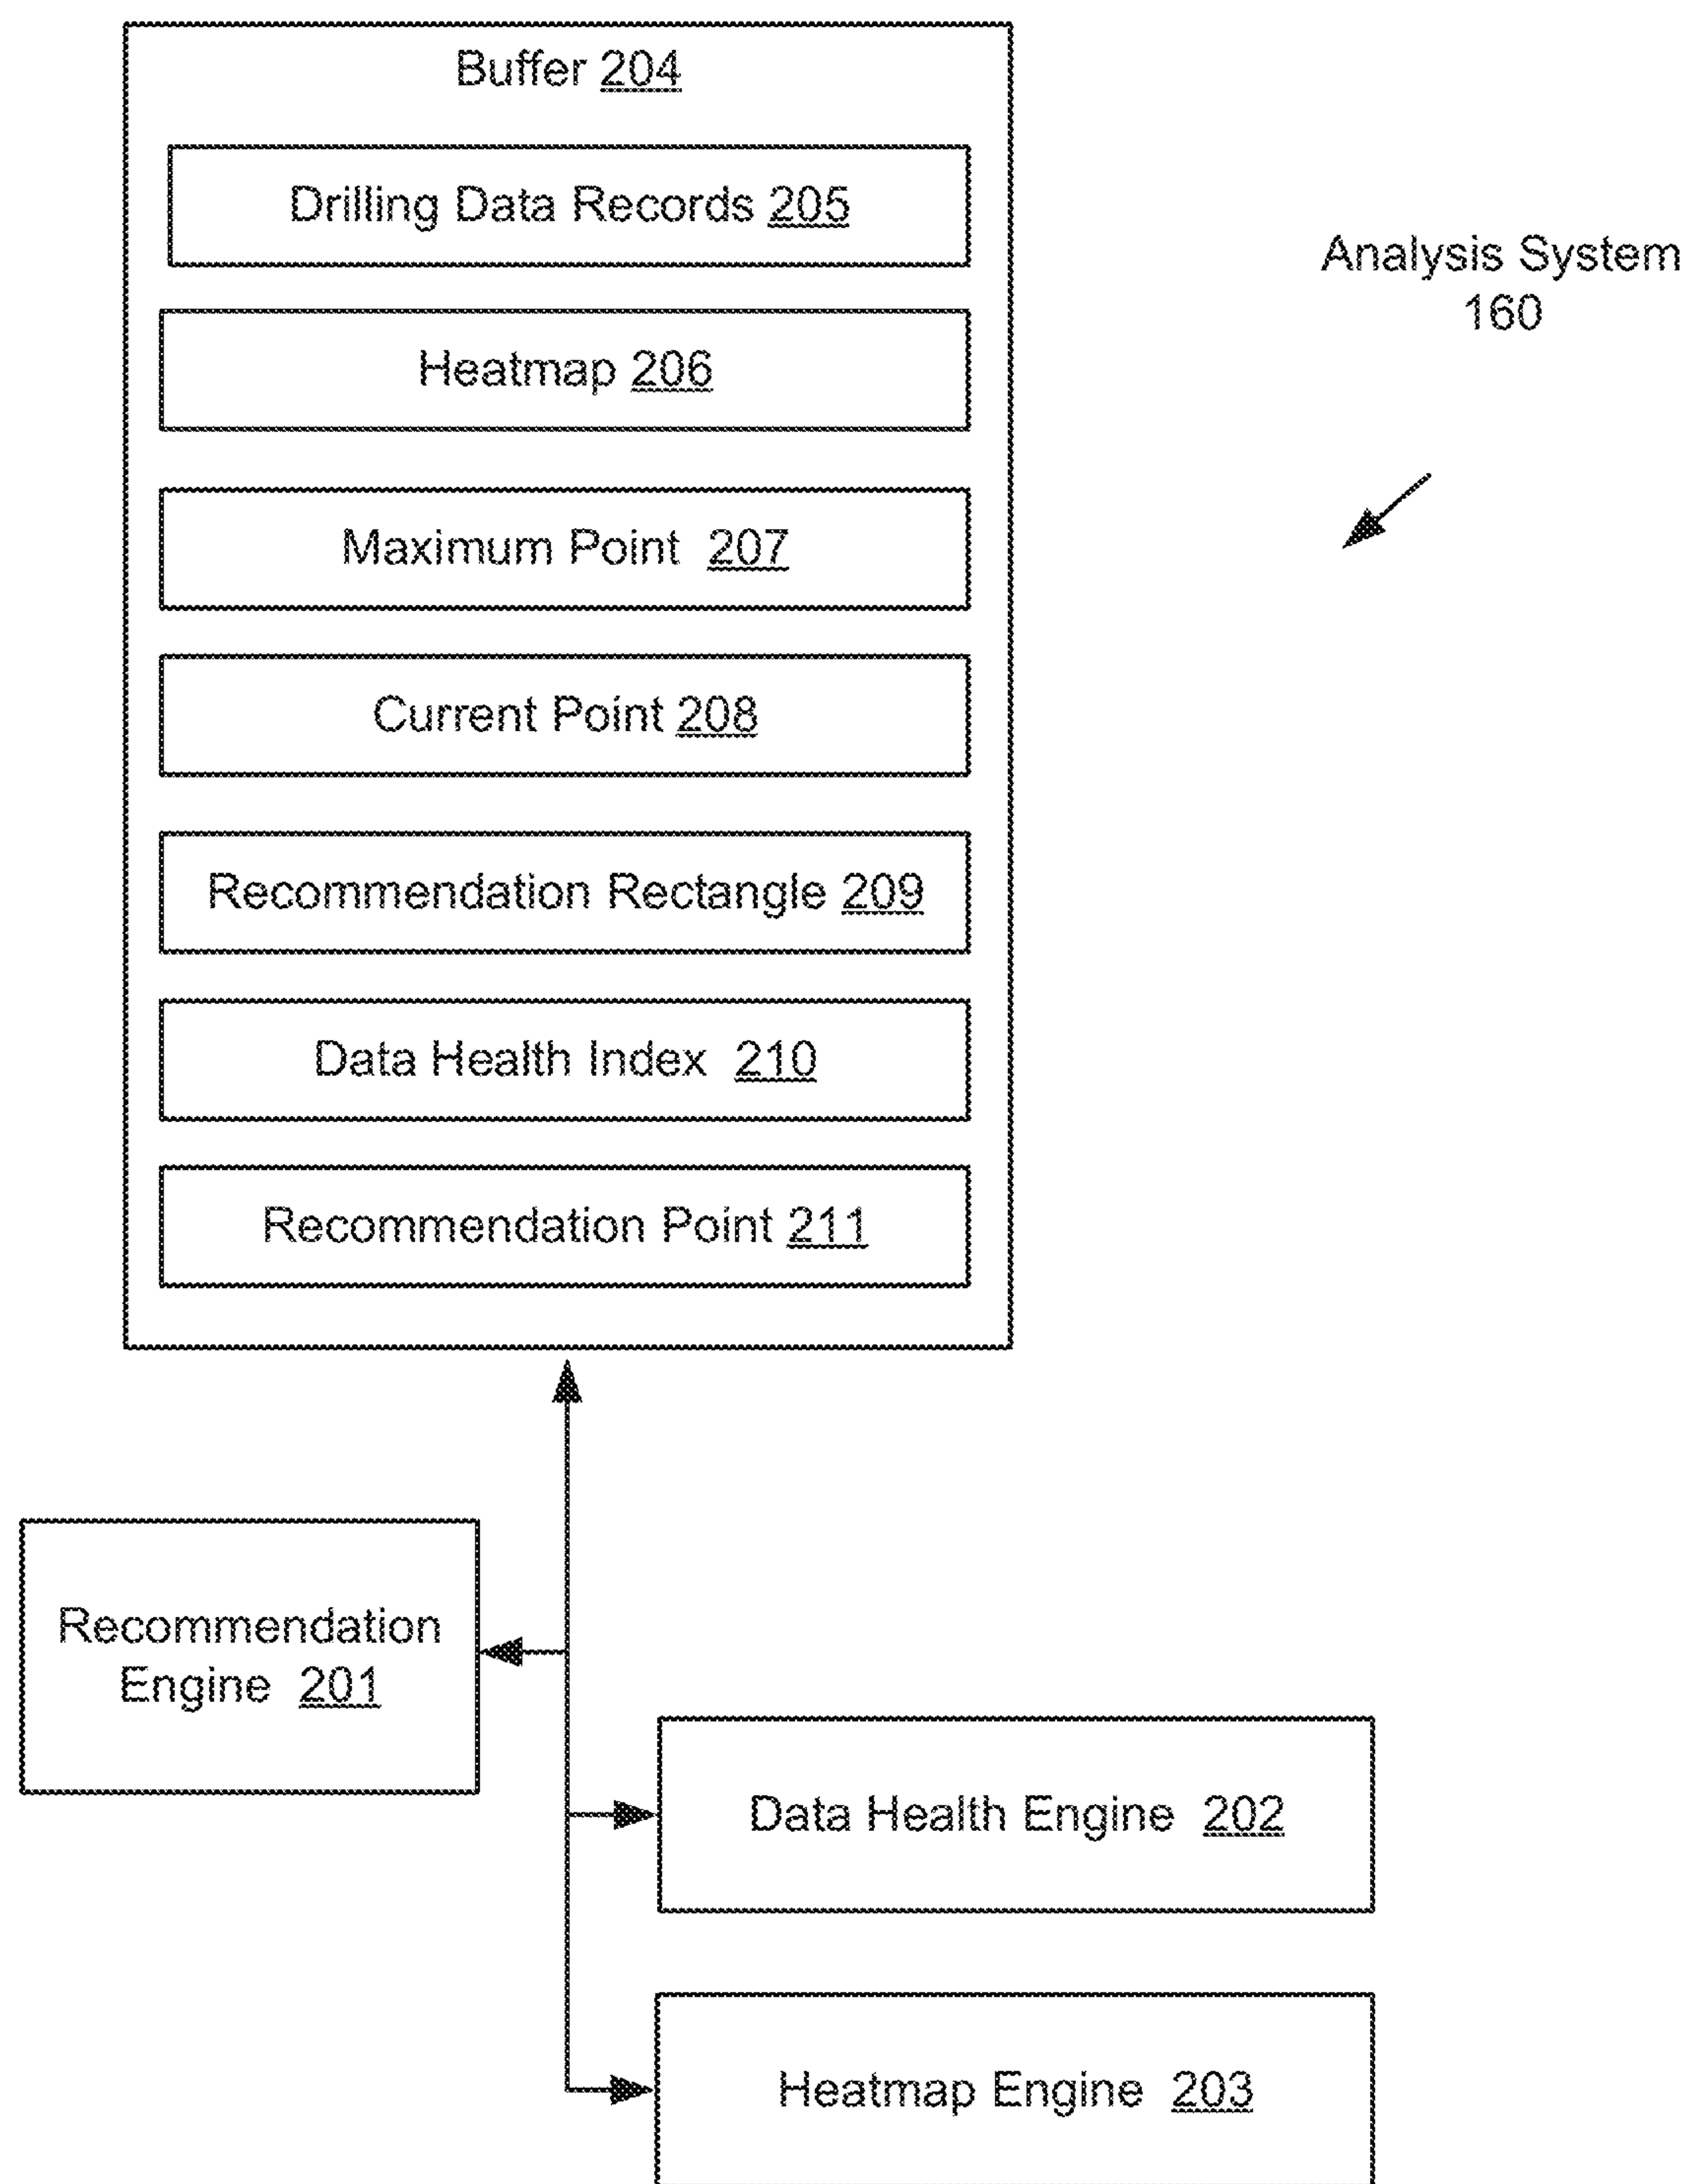 Buffer 204
Drilling Data Records 205
Analysis System
160
Heatmap 206
Maximum Point 207
Current Point 208
Recommendation Rectangle 209
Data Health Index 210
Recommendation Point 211
Recommendation
Engine 201
Data Health Engine 202
Heatmap Engine 203